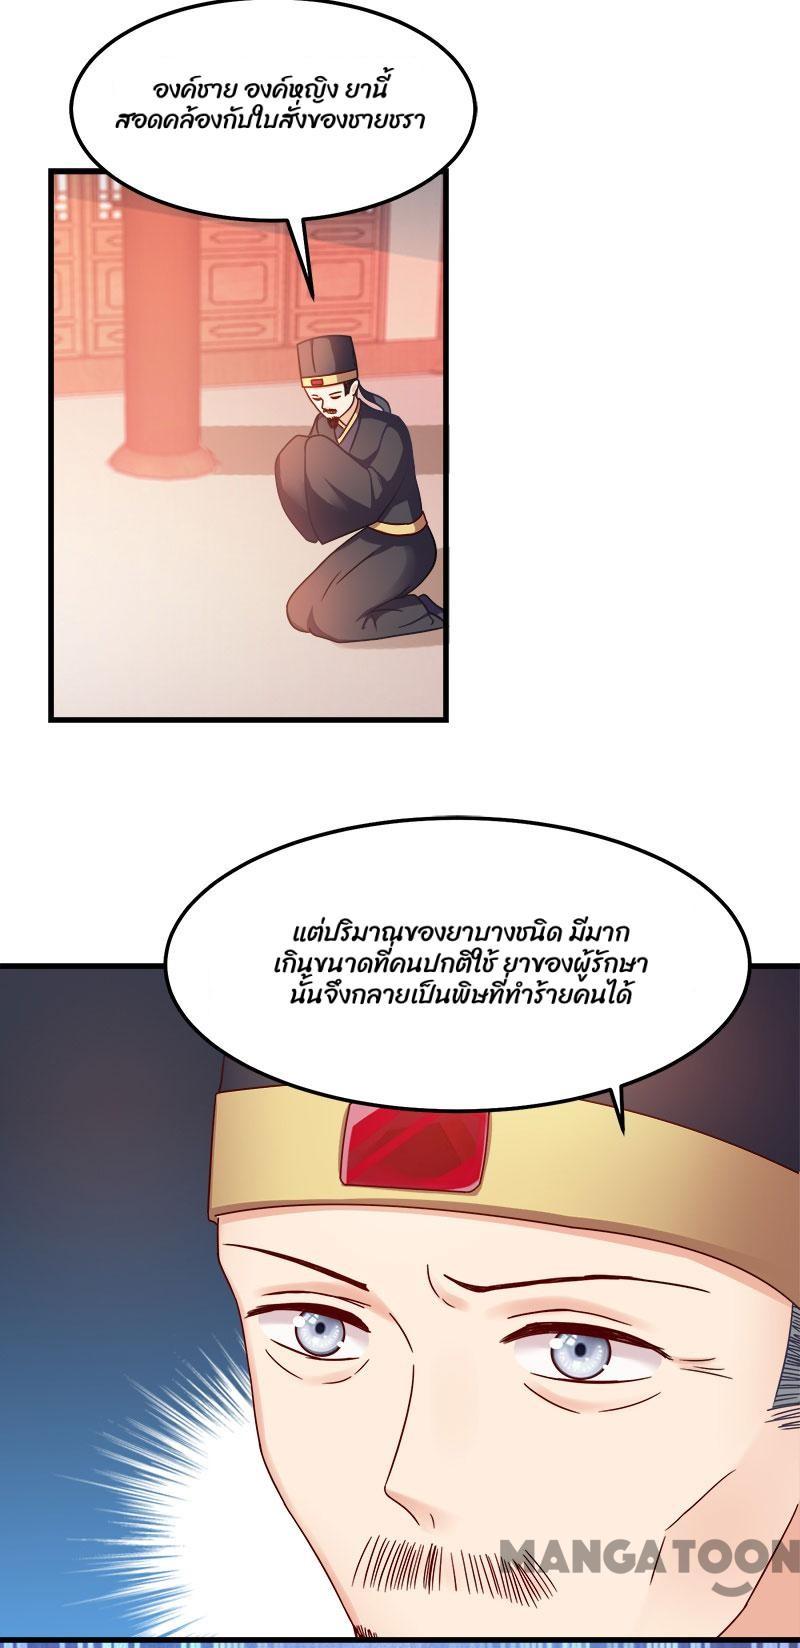 องค์ชาย องค์หญิง ยานี้
สอดคล้องกับใบสั่งของชายชรา
แต่ปริมาณของยาบางชนิด มีมาก
เกินขนาดที่คนปกติใช้ ยาของผู้รักษา
นั้นจึงกลายเป็นพิษที่ทำร้ายคนได้
MANGATOON